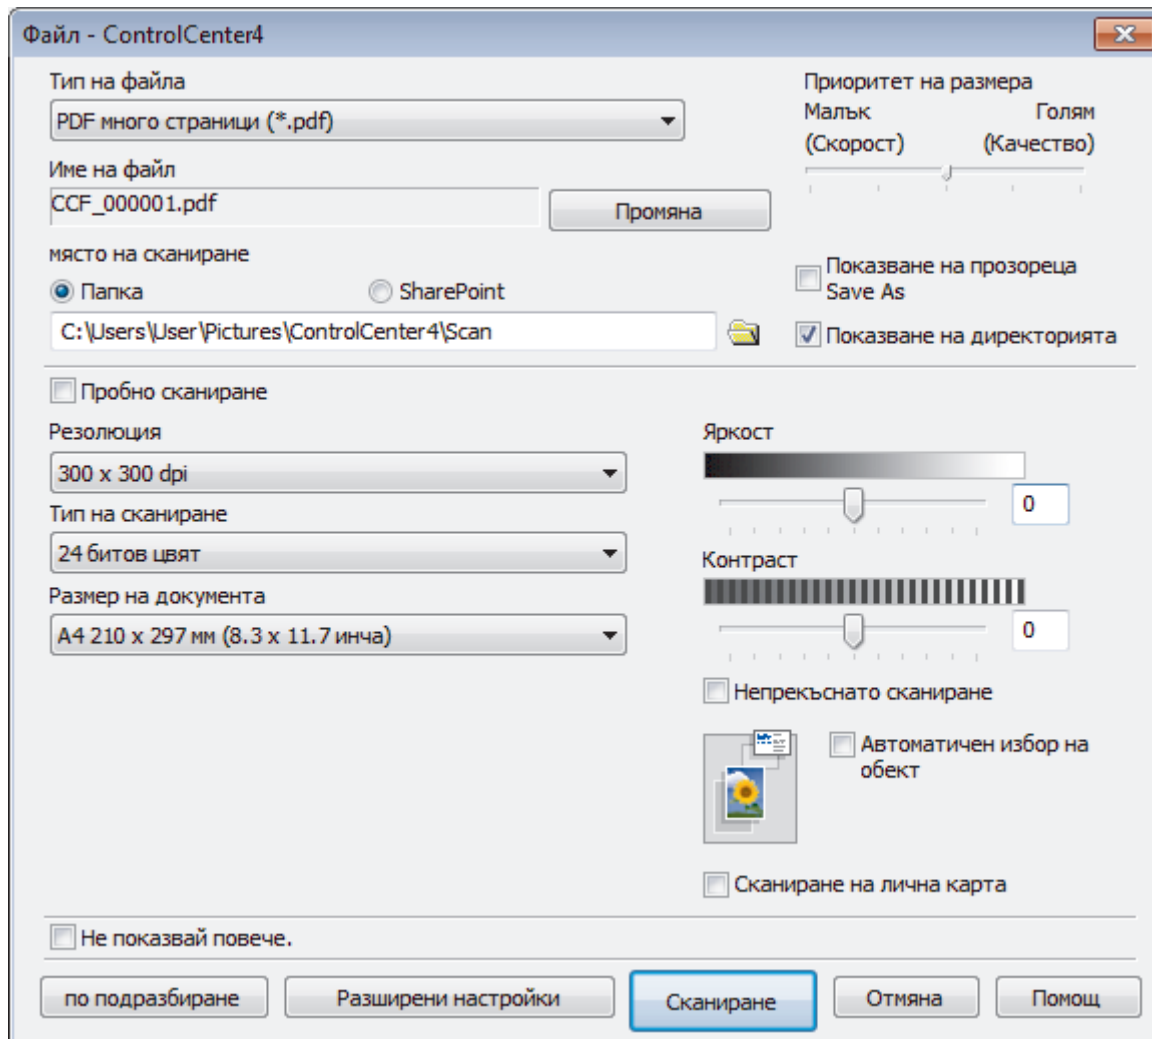 Файл - ControlCenter4
Тип на файла
PDF много страници (*.pdf)
Приоритет на размера
Малък Голям
(Скорост) (Качество)
Име на файл
CCF_000001.pdf
Промяна
място на сканиране
Папка SharePoint
C:\Users\User\Pictures\ControlCenter4\Scan
Показване на прозореца
Save As
Показване на директорията
Пробно сканиране
Резолюция
300 x 300 dpi
Тип на сканиране
24 битов цвят
Размер на документа
A4 210 x 297 мм (8.3 x 11.7 инча)
Яркост
0
Контраст
0
Непрекъснато сканиране
Автоматичен избор на
обект
Сканиране на лична карта
Не показвай повече.
по подразбиране Разширени настройки Сканиране Отмяна Помощ